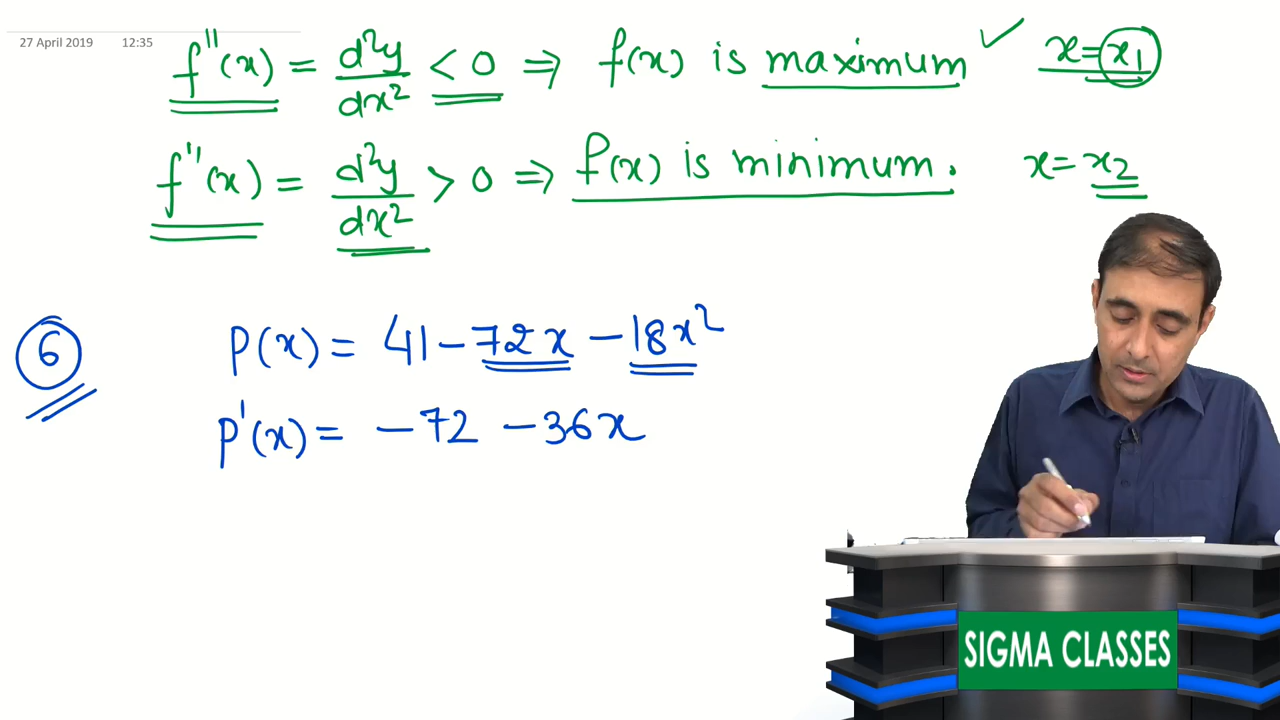 27 April 2019 12:35
f''(x) = d²y/dx² < 0 ⇒ f(x) is maximum ✓ x = x₁
f''(x) = d²y/dx² > 0 ⇒ f(x) is minimum. x = x₂
6 P(x) = 41 - 72x - 18x²
P'(x) = -72 - 36x
SIGMA CLASSES